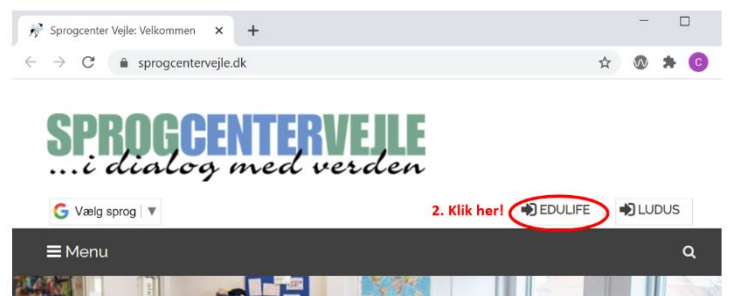 Sprogcenter Vejle: Velkommen
sprogcentervejle.dk
C
SPROGCENTERVEJLE
...i dialog med verden
G Vælg sprog
2. Klik her!
EDULIFE
LUDUS
Menu